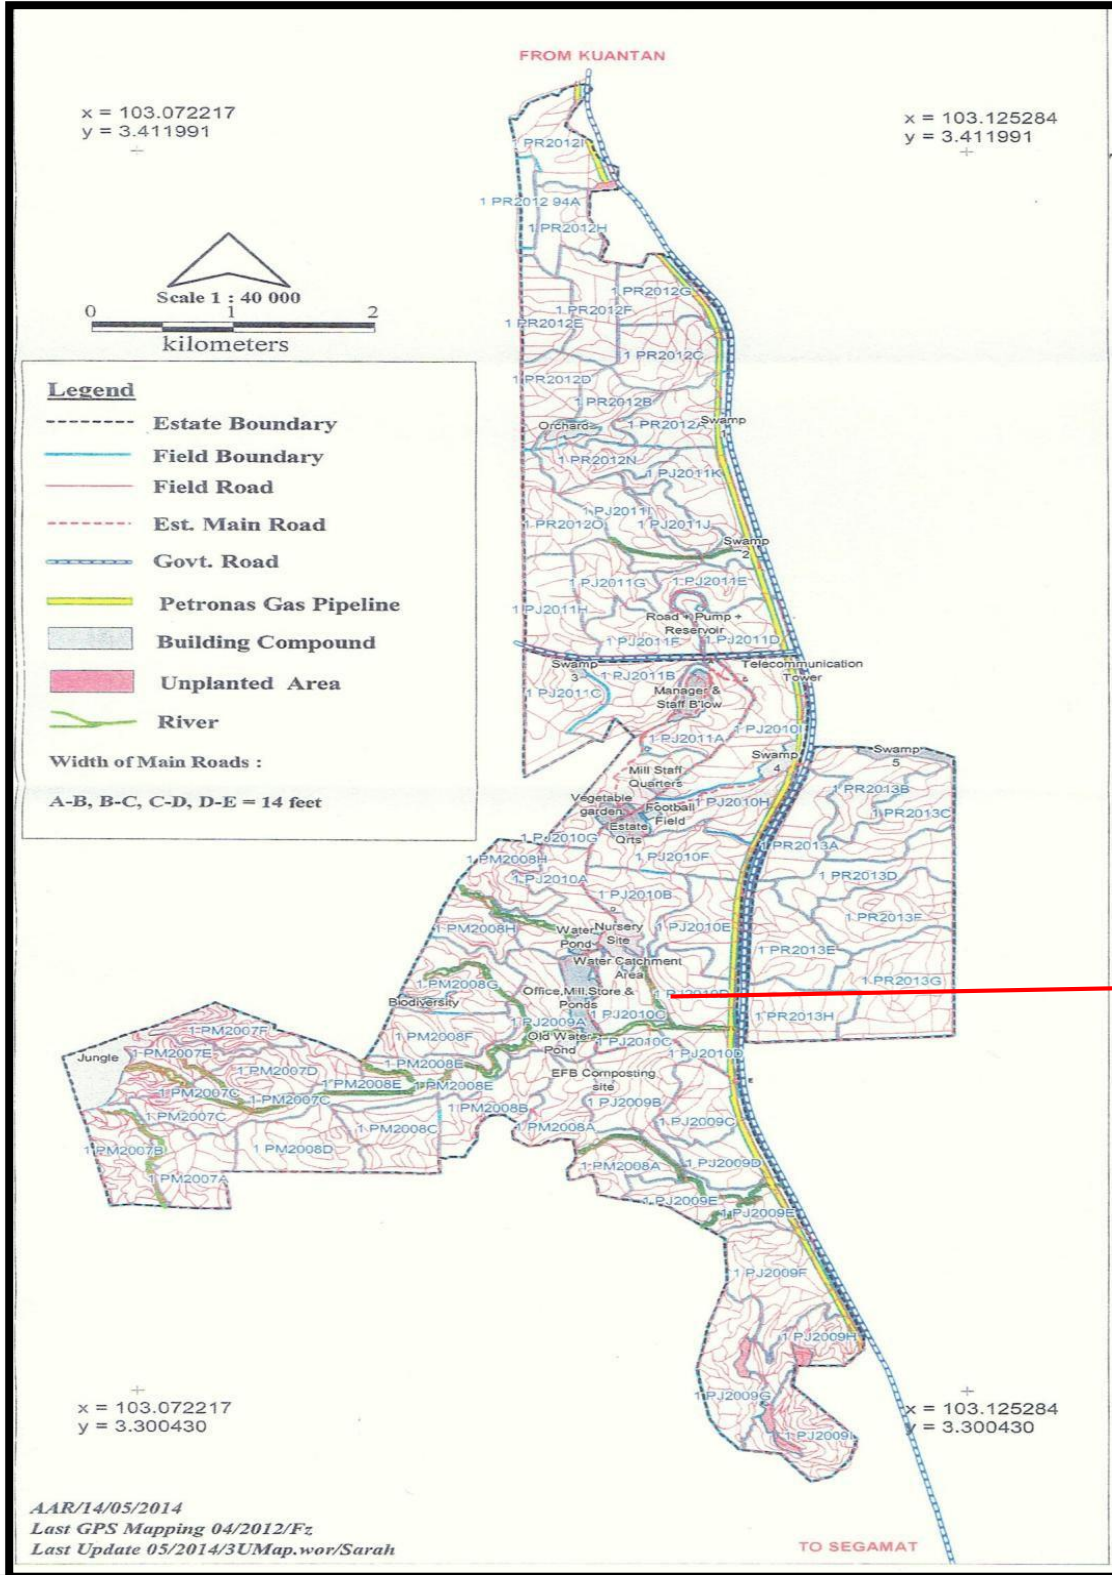 FROM KUANTAN
x = 103.072217
y = 3.411991
x = 103.125284
y = 3.411991
Scale 1 : 40 000
0 1 2
kilometers
Legend
Estate Boundary
Field Boundary
Field Road
Est. Main Road
Govt. Road
Petronas Gas Pipeline
Building Compound
Unplanted Area
River
Width of Main Roads :
A-B, B-C, C-D, D-E = 14 feet
1 PR2012I
1 PR2012 94A
1 PR2012H
1 PR2012G
1 PR2012F
1 PR2012E
1 PR2012C
1 PR2012D
1 PR2012B
Orchard
1 PR2012A
Swamp
1
1 PR2012N
1 PJ2011K
1 PJ2011I
1 PR2012O
1 PJ2011J
Swamp
2
1 PJ2011G
1 PJ2011E
1 PJ2011H
Road + Pump +
Reservoir
1 PJ2011F
1 PJ2011D
Swamp
3
1 PJ2011B
Telecommunication
Tower
1 PJ2011C
Manager &
Staff B'low
1 PJ2011A
1 PJ2010I
Swamp
4
Swamp
5
Mill Staff
Quarters
1 PR2013B
Vegetable
garden
Football
Field
1 PJ2010H
1 PR2013C
Estate
Qrts
1 PJ2010G
1 PR2013A
1 PM2008H
1 PJ2010F
1 PJ2010A
1 PR2013D
1 PJ2010B
1 PR2013F
1 PM2008H
Water
Pond
Nursery
Site
1 PJ2010E
1 PR2013E
Water Catchment
Area
1 PM2008G
1 PR2013G
Biodiversity
Office,Mill,Store &
Ponds
1 PJ2010D
1 PJ2009A
1 PJ2010C
1 PR2013H
1 PM2007F
1 PM2008F
Old Water
Pond
1 PJ2010C
1 PJ2010D
Jungle
1 PM2007E
1 PM2007D
1 PM2008E
1 PM2008E
1 PM2008E
EFB Composting
site
1 PM2007C
1 PM2007C
1 PM2007C
1 PM2008B
1 PJ2009B
1 PJ2009C
1 PM2008C
1 PM2008A
1 PM2007B
1 PM2008D
1 PM2008A
1 PJ2009D
1 PM2007A
1 PJ2009E
1 PJ2009E
1 PJ2009F
1 PJ2009H
1 PJ2009G
1 PJ2009I
x = 103.072217
y = 3.300430
x = 103.125284
y = 3.300430
AAR/14/05/2014
Last GPS Mapping 04/2012/Fz
Last Update 05/2014/3UMap.wor/Sarah
TO SEGAMAT